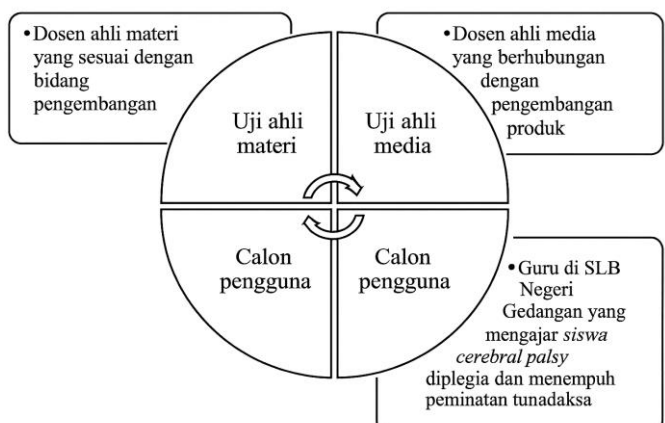 •Dosen ahli materi
yang sesuai dengan
bidang
pengembangan
•Dosen ahli media
yang berhubungan
dengan
pengembangan
produk
Uji ahli
materi
Uji ahli
media
Calon
pengguna
Calon
pengguna
•Guru di SLB
Negeri
Gedangan yang
mengajar siswa
cerebral palsy
diplegia dan menempuh
peminatan tunadaksa